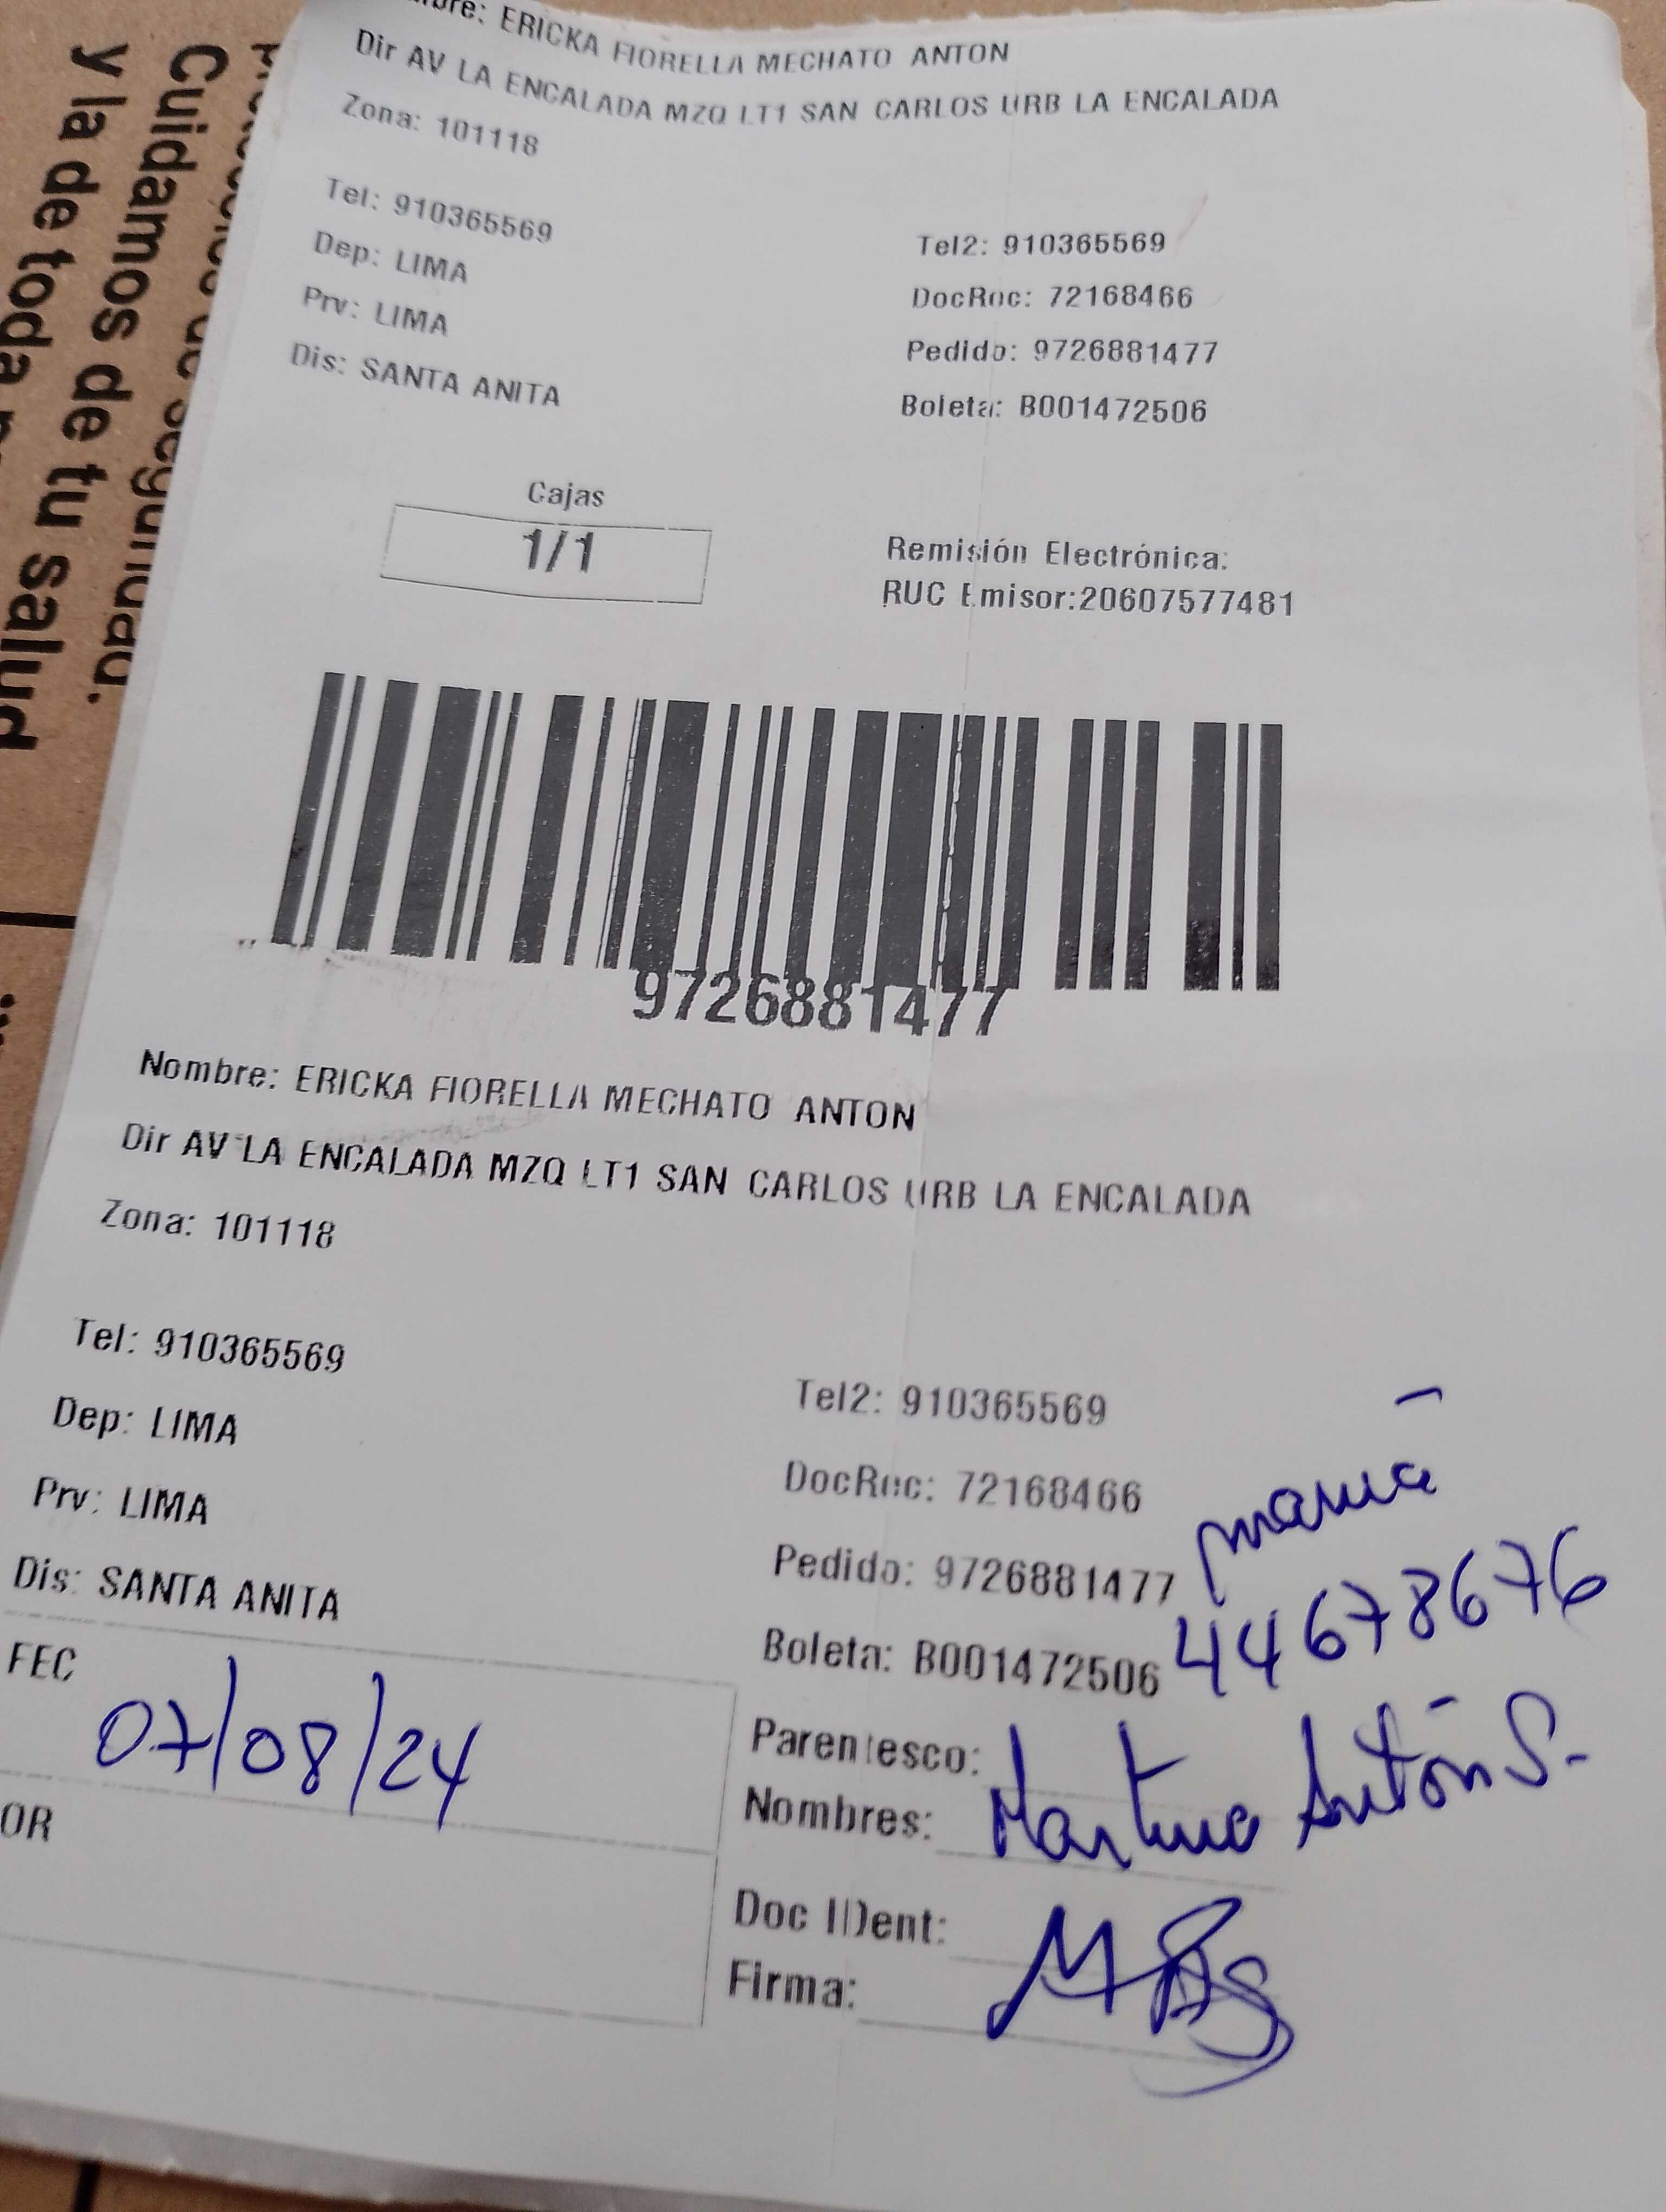 ERICKA FIORELLA MECHATO ANTON
Dir AV LA ENCALADA MZQ LT1 SAN CARLOS URB LA ENCALADA
Zona: 101118
Tel: 910365569
Tel2: 910365569
Dep: LIMA
DocRec: 72168466
Prv: LIMA
Pedido: 9726881477
Dis: SANTA ANITA
Boleta: B001472506
Cajas
1/1
Remisión Electrónica:
RUC Emisor:20607577481
9726881477
Nombre: ERICKA FIORELLA MECHATO ANTON
Dir AV LA ENCALADA MZQ LT1 SAN CARLOS URB LA ENCALADA
Zona: 101118
Tel: 910365569
Tel2: 910365569
Dep: LIMA
DocRec: 72168466
Prv: LIMA
Pedido: 9726881477
mamá
Dis: SANTA ANITA
Boleta: B001472506
44678676
FEC
07/08/24
Parentesco:
Nombres: Martina Antón S.
OR
Doc IDent:
Firma:
Cuidamos de tu salud
y la de toda